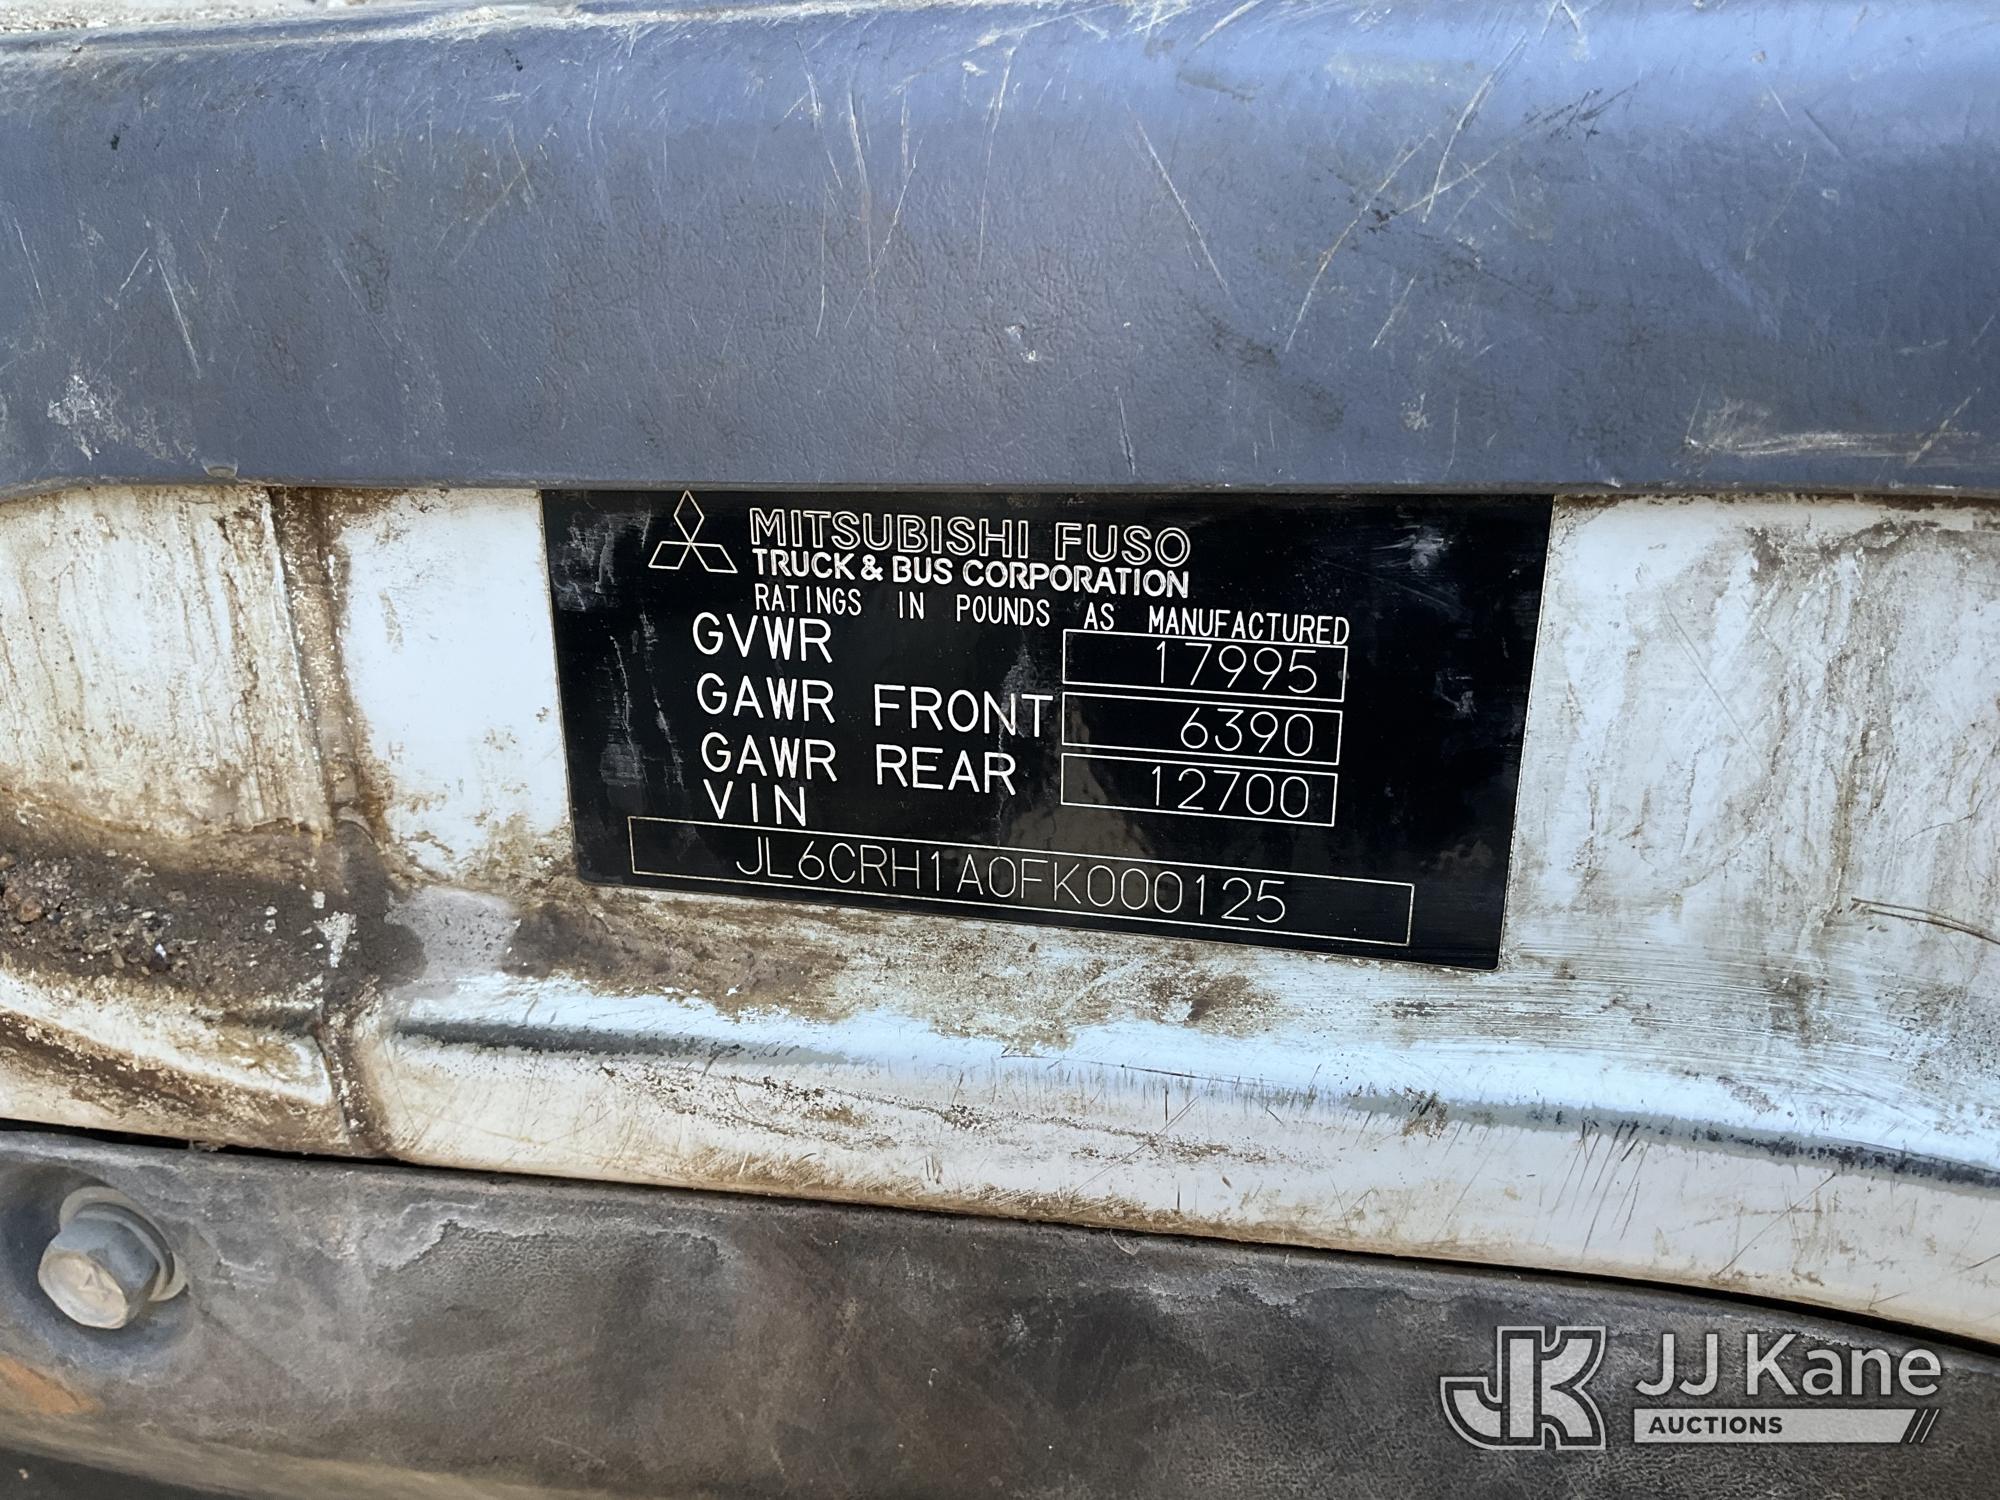 MITSUBISHI FUSO
TRUCK & BUS CORPORATION
RATINGS IN POUNDS AS MANUFACTURED
GVWR 17995
GAWR FRONT 6390
GAWR REAR 12700
VIN
JL6CRH1A0FK000125
JK JJ Kane
AUCTIONS